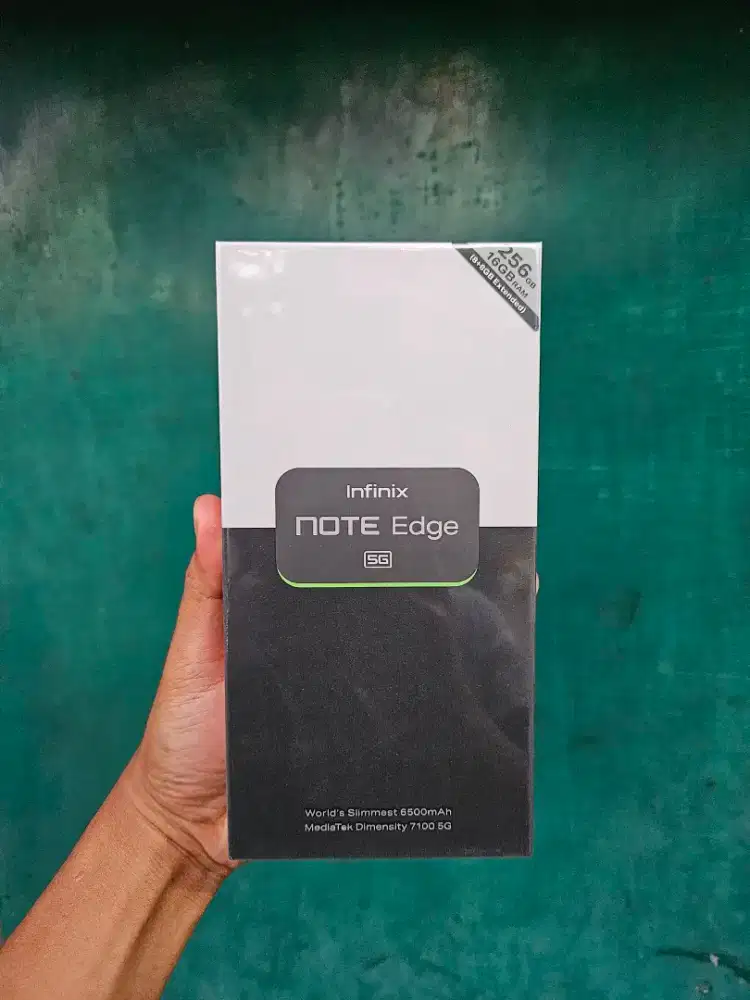 256GB
16GB RAM
(8+8GB Extended)
Infinix
NOTE Edge
5G
World's Slimmest 6500mAh
MediaTek Dimensity 7100 5G